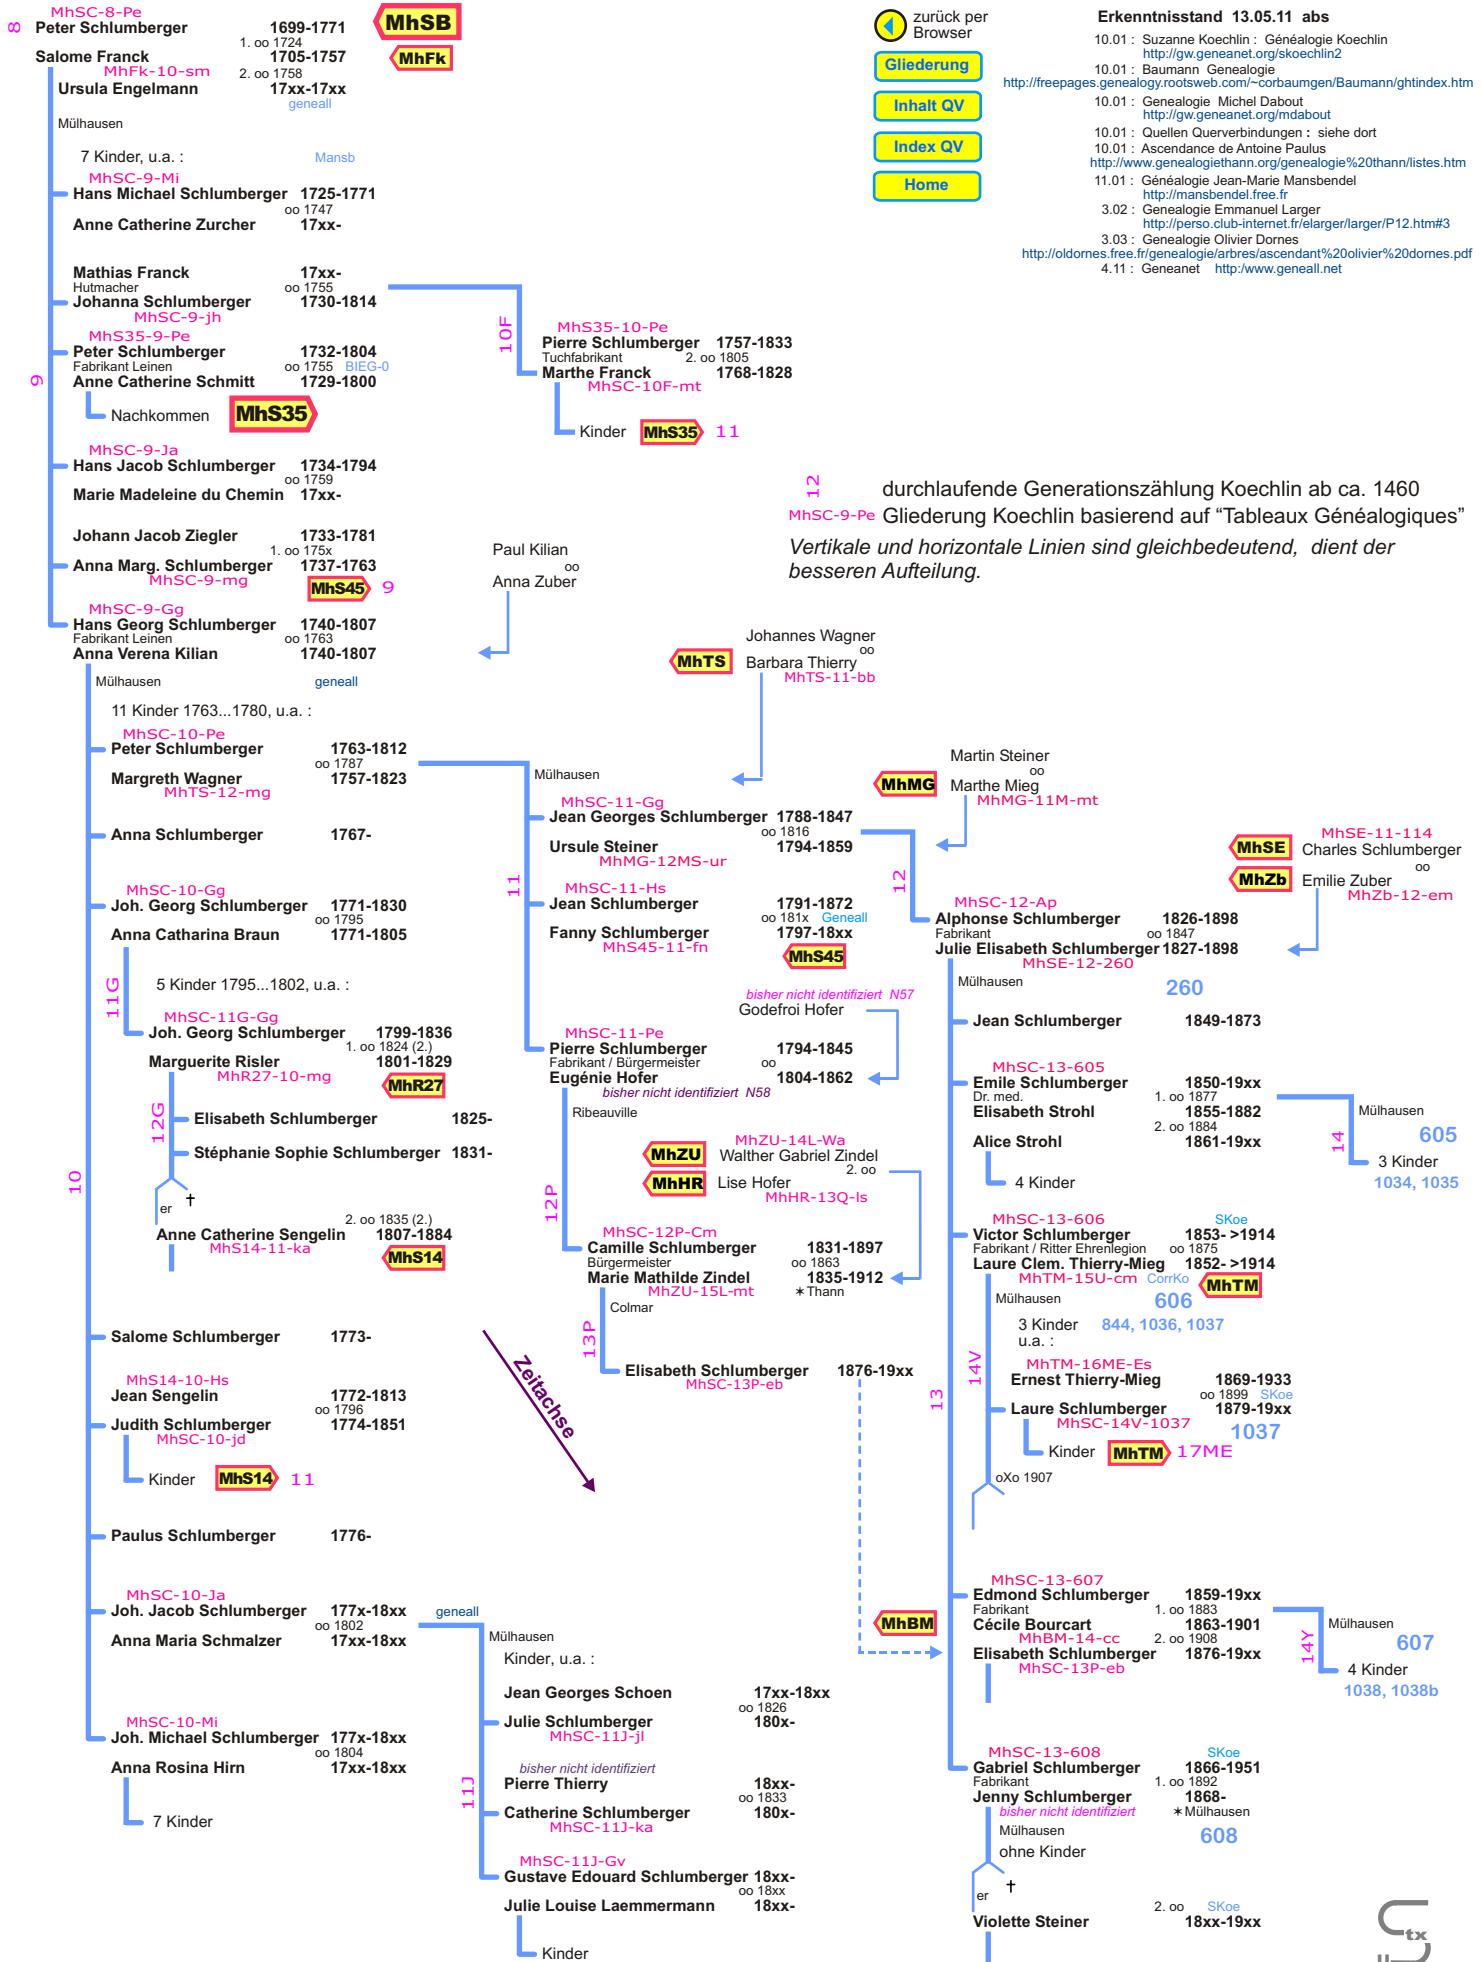 MhSC-8-Pe
8
Peter Schlumberger 1699-1771
MhSB
1. oo 1724
Salome Franck 1705-1757
MhFk
MhFk-10-sm 2. oo 1758
Ursula Engelmann 17xx-17xx
geneall
Mülhausen
7 Kinder, u.a. : Mansb
MhSC-9-Mi
Hans Michael Schlumberger 1725-1771
oo 1747
Anne Catherine Zurcher 17xx-
Mathias Franck 17xx-
Hutmacher oo 1755
Johanna Schlumberger 1730-1814
MhSC-9-jh
MhS35-9-Pe
Peter Schlumberger 1732-1804
Fabrikant Leinen oo 1755 BIEG-0
9
Anne Catherine Schmitt 1729-1800
Nachkommen MhS35
MhSC-9-Ja
Hans Jacob Schlumberger 1734-1794
oo 1759
Marie Madeleine du Chemin 17xx-
Johann Jacob Ziegler 1733-1781
1. oo 175x
Anna Marg. Schlumberger 1737-1763
MhSC-9-mg MhS45 9
MhSC-9-Gg
Hans Georg Schlumberger 1740-1807
Fabrikant Leinen oo 1763
Anna Verena Kilian 1740-1807
Mülhausen geneall
11 Kinder 1763...1780, u.a. :
MhSC-10-Pe
Peter Schlumberger 1763-1812
oo 1787
Margreth Wagner 1757-1823
MhTS-12-mg
Anna Schlumberger 1767-
MhSC-10-Gg
Joh. Georg Schlumberger 1771-1830
oo 1795
Anna Catharina Braun 1771-1805
11G
5 Kinder 1795...1802, u.a. :
MhSC-11G-Gg
Joh. Georg Schlumberger 1799-1836
1. oo 1824 (2.)
Marguerite Risler 1801-1829
MhR27-10-mg MhR27
12G
Elisabeth Schlumberger 1825-
Stéphanie Sophie Schlumberger 1831-
10
er †
2. oo 1835 (2.)
Anne Catherine Sengelin 1807-1884
MhS14-11-ka MhS14
Salome Schlumberger 1773-
MhS14-10-Hs
Jean Sengelin 1772-1813
oo 1796
Judith Schlumberger 1774-1851
MhSC-10-jd
Kinder MhS14 11
Paulus Schlumberger 1776-
MhSC-10-Ja
Joh. Jacob Schlumberger 177x-18xx geneall
oo 1802
Anna Maria Schmalzer 17xx-18xx
MhSC-10-Mi
Joh. Michael Schlumberger 177x-18xx
oo 1804
Anna Rosina Hirn 17xx-18xx
7 Kinder
10F
MhS35-10-Pe
Pierre Schlumberger 1757-1833
Tuchfabrikant 2. oo 1805
Marthe Franck 1768-1828
MhSC-10F-mt
Kinder MhS35 11
Paul Kilian
oo
Anna Zuber
Johannes Wagner
oo
MhTS Barbara Thierry
MhTS-11-bb
Mülhausen
11
MhSC-11-Gg
Jean Georges Schlumberger 1788-1847
oo 1816
Ursule Steiner 1794-1859
MhMG-12MS-ur
MhSC-11-Hs
Jean Schlumberger 1791-1872
oo 181x Geneall
Fanny Schlumberger 1797-18xx
MhS45-11-fn MhS45
bisher nicht identifiziert N57
Godefroi Hofer
MhSC-11-Pe
Pierre Schlumberger 1794-1845
Fabrikant / Bürgermeister oo
Eugénie Hofer 1804-1862
bisher nicht identifiziert N58
Ribeauville
12P
MhZU-14L-Wa
MhZU Walther Gabriel Zindel
2. oo
MhHR Lise Hofer
MhHR-13Q-ls
MhSC-12P-Cm
Camille Schlumberger 1831-1897
Bürgermeister oo 1863
Marie Mathilde Zindel 1835-1912
MhZU-15L-mt ✶Thann
Colmar
13P
Elisabeth Schlumberger 1876-19xx
MhSC-13P-eb
Zeitachse
Mülhausen
Kinder, u.a. :
11J
Jean Georges Schoen 17xx-18xx
oo 1826
Julie Schlumberger 180x-
MhSC-11J-jl
bisher nicht identifiziert
Pierre Thierry 18xx-
oo 1833
Catherine Schlumberger 180x-
MhSC-11J-ka
MhSC-11J-Gv
Gustave Edouard Schlumberger 18xx-
oo 18xx
Julie Louise Laemmermann 18xx-
Kinder
zurück per
Browser
Gliederung
Inhalt QV
Index QV
Home
Erkenntnisstand 13.05.11 abs
10.01 : Suzanne Koechlin : Généalogie Koechlin
http://gw.geneanet.org/skoechlin2
10.01 : Baumann Genealogie
http://freepages.genealogy.rootsweb.com/~corbaumgen/Baumann/ghtindex.htm
10.01 : Genealogie Michel Dabout
http://gw.geneanet.org/mdabout
10.01 : Quellen Querverbindungen : siehe dort
10.01 : Ascendance de Antoine Paulus
http://www.genealogiethann.org/genealogie%20thann/listes.htm
11.01 : Généalogie Jean-Marie Mansbendel
http://mansbendel.free.fr
3.02 : Genealogie Emmanuel Larger
http://perso.club-internet.fr/elarger/larger/P12.htm#3
3.03 : Genealogie Olivier Dornes
http://oldornes.free.fr/genealogie/arbres/ascendant%20olivier%20dornes.pdf
4.11 : Geneanet http:/www.geneall.net
12 durchlaufende Generationszählung Koechlin ab ca. 1460
MhSC-9-Pe Gliederung Koechlin basierend auf “Tableaux Généalogiques”
Vertikale und horizontale Linien sind gleichbedeutend, dient der
besseren Aufteilung.
Martin Steiner
oo
MhMG Marthe Mieg
MhMG-11M-mt
MhSE-11-114
MhSE Charles Schlumberger
oo
MhZb Emilie Zuber
MhZb-12-em
12
MhSC-12-Ap
Alphonse Schlumberger 1826-1898
Fabrikant oo 1847
Julie Elisabeth Schlumberger 1827-1898
MhSE-12-260
Mülhausen 260
Jean Schlumberger 1849-1873
MhSC-13-605
Emile Schlumberger 1850-19xx
Dr. med. 1. oo 1877
Elisabeth Strohl 1855-1882
2. oo 1884
Alice Strohl 1861-19xx
4 Kinder
14
Mülhausen
605
3 Kinder
1034, 1035
MhSC-13-606 SKoe
Victor Schlumberger 1853- >1914
Fabrikant / Ritter Ehrenlegion oo 1875
Laure Clem. Thierry-Mieg 1852- >1914
MhTM-15U-cm CorrKo MhTM
Mülhausen 606
3 Kinder 844, 1036, 1037
u.a. :
14V
MhTM-16ME-Es
Ernest Thierry-Mieg 1869-1933
oo 1899 SKoe
Laure Schlumberger 1879-19xx
MhSC-14V-1037 1037
Kinder MhTM 17ME
13
oXo 1907
MhSC-13-607
Edmond Schlumberger 1859-19xx
Fabrikant 1. oo 1883
MhBM
Cécile Bourcart 1863-1901
MhBM-14-cc 2. oo 1908
Elisabeth Schlumberger 1876-19xx
MhSC-13P-eb
14Y
Mülhausen
607
4 Kinder
1038, 1038b
MhSC-13-608 SKoe
Gabriel Schlumberger 1866-1951
Fabrikant 1. oo 1892
Jenny Schlumberger 1868-
bisher nicht identifiziert ✶Mülhausen
Mülhausen 608
ohne Kinder
er †
2. oo SKoe
Violette Steiner 18xx-19xx
tx